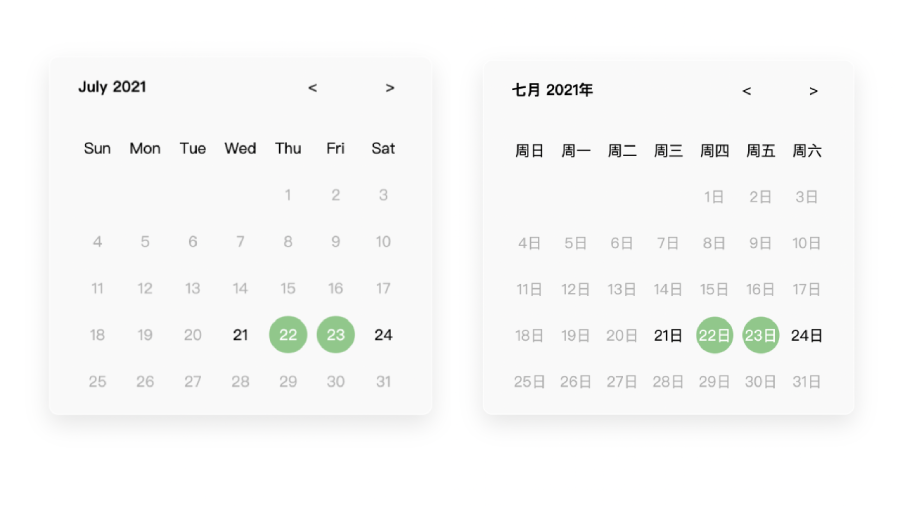 July 2021 < >
Sun Mon Tue Wed Thu Fri Sat
1 2 3
4 5 6 7 8 9 10
11 12 13 14 15 16 17
18 19 20 21 22 23 24
25 26 27 28 29 30 31
七月 2021年 < >
周日 周一 周二 周三 周四 周五 周六
1日 2日 3日
4日 5日 6日 7日 8日 9日 10日
11日 12日 13日 14日 15日 16日 17日
18日 19日 20日 21日 22日 23日 24日
25日 26日 27日 28日 29日 30日 31日